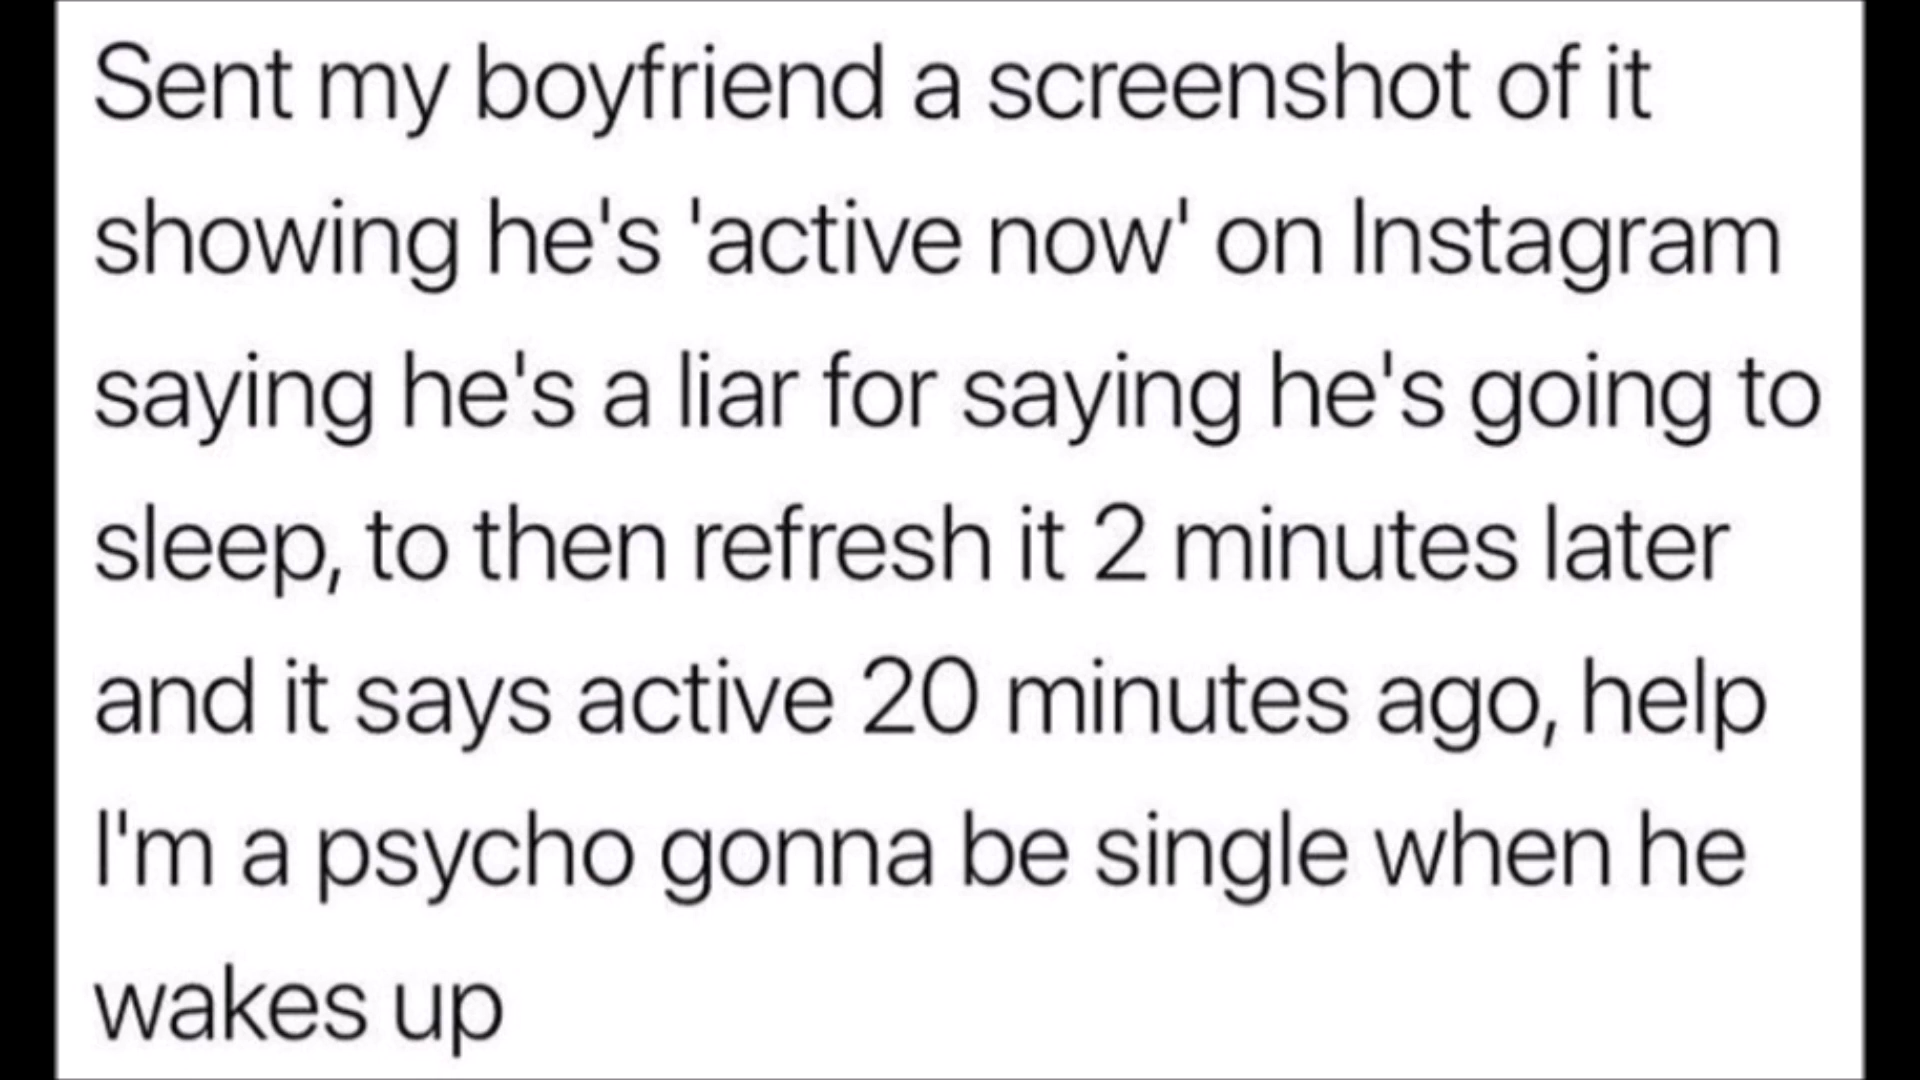 Sent my boyfriend a screenshot of it
showing he's 'active now' on Instagram
saying he's a liar for saying he's going to
sleep, to then refresh it 2 minutes later
and it says active 20 minutes ago, help
I'm a psycho gonna be single when he
wakes up